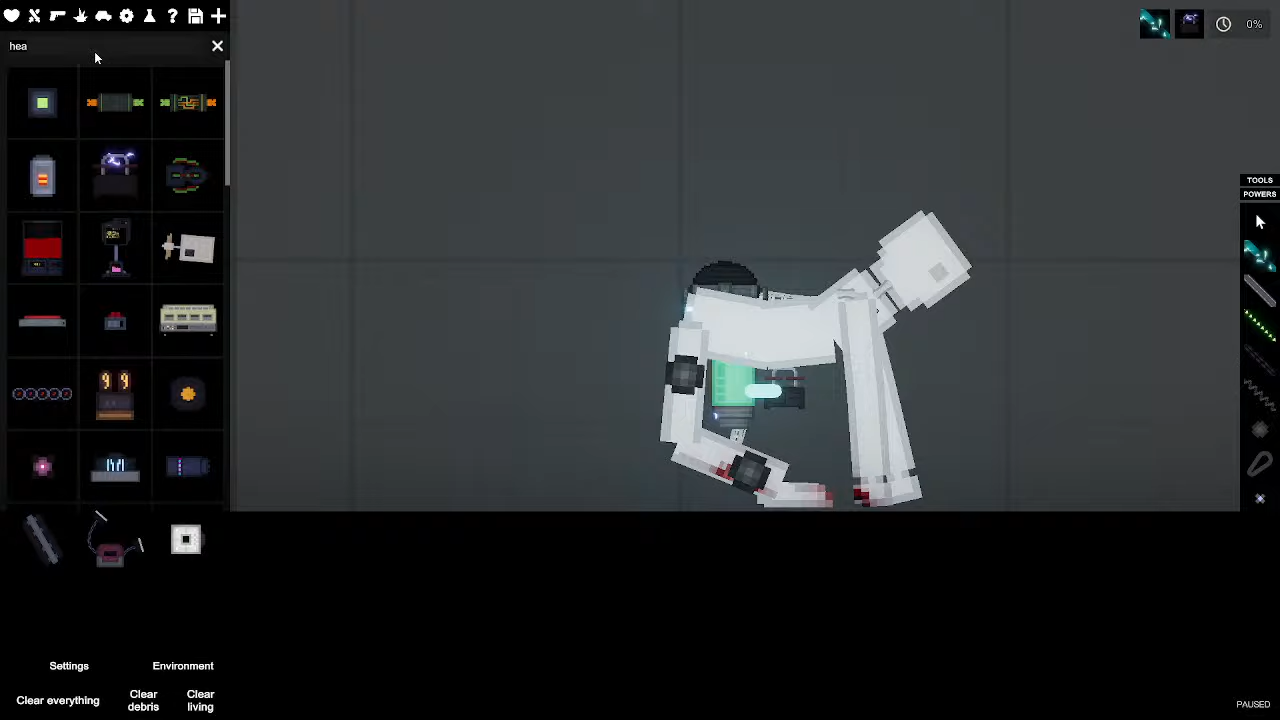 hea
0%
TOOLS
POWERS
Settings
Environment
Clear everything
Clear debris
Clear living
PAUSED